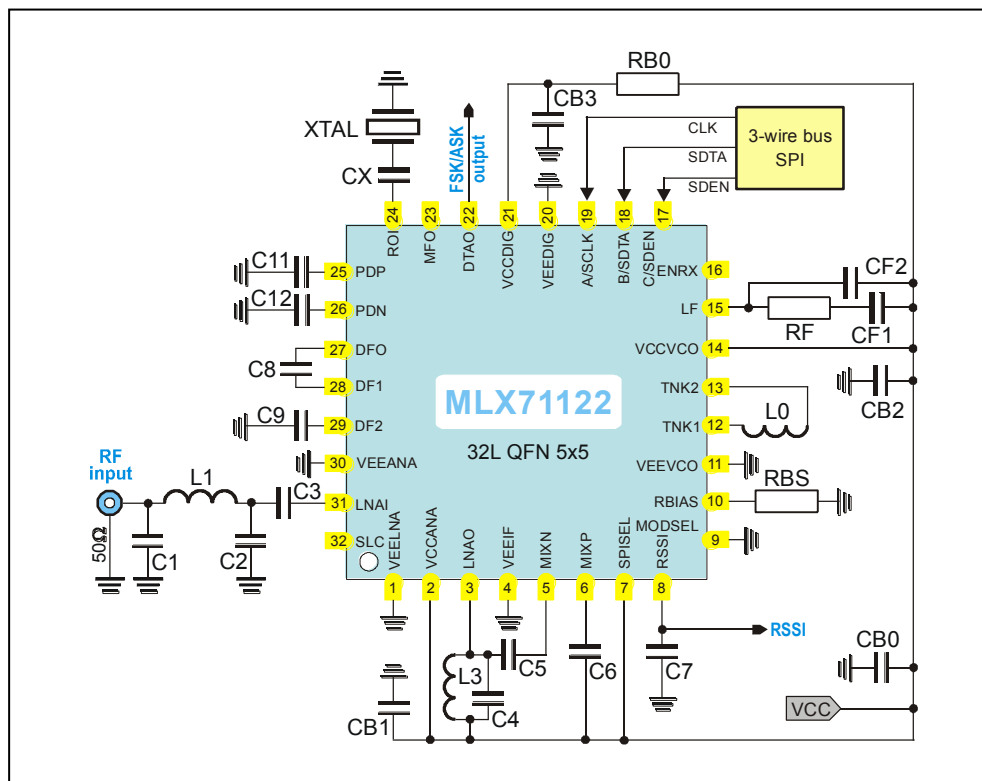 RB0
CB3
XTAL
CLK
3-wire bus
SPI
SDTA
SDEN
CX
FSK/ASK
output
24
23
22
21
20
19
18
17
ROI
MFO
DTAO
VCCDIG
VEEDIG
A/SCLK
B/SDTA
C/SDEN
C11
25
PDP
ENRX
16
CF2
C12
26
PDN
LF
15
RF
CF1
27
DFO
VCCVCO
14
C8
28
DF1
TNK2
13
CB2
MLX71122
C9
29
DF2
TNK1
12
L0
32L QFN 5x5
RF
input
30
VEEANA
VEEVCO
11
L1
C3
31
LNAI
RBIAS
10
RBS
50Ω
C1
C2
32
SLC
MODSEL
9
VEELNA
VCCANA
LNAO
VEEIF
MIXN
MIXP
SPISEL
RSSI
1
2
3
4
5
6
7
8
RSSI
CB0
L3
C5
C6
C7
C4
CB1
VCC